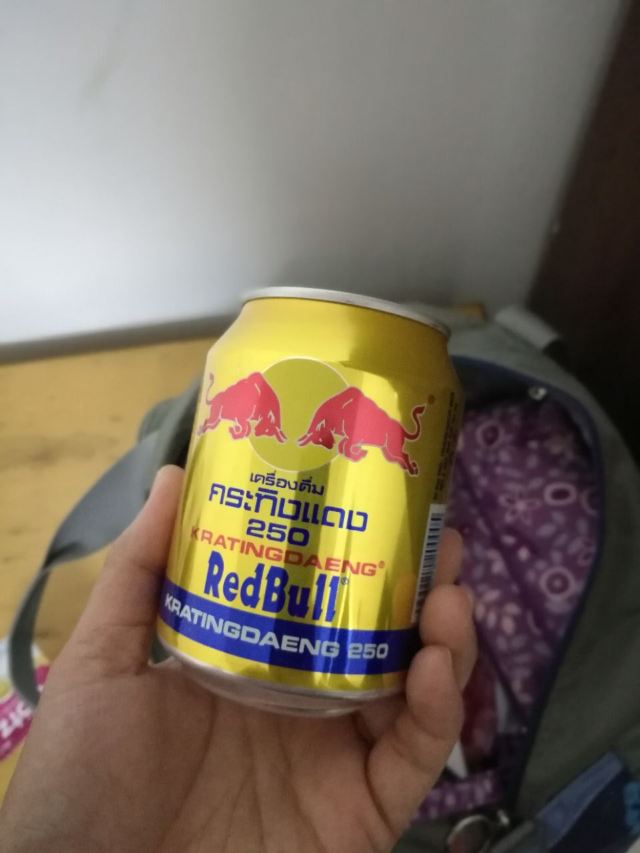 เครื่องดื่ม
กระทิงแดง
250
KRATINGDAENG®
RedBull®
KRATINGDAENG 250